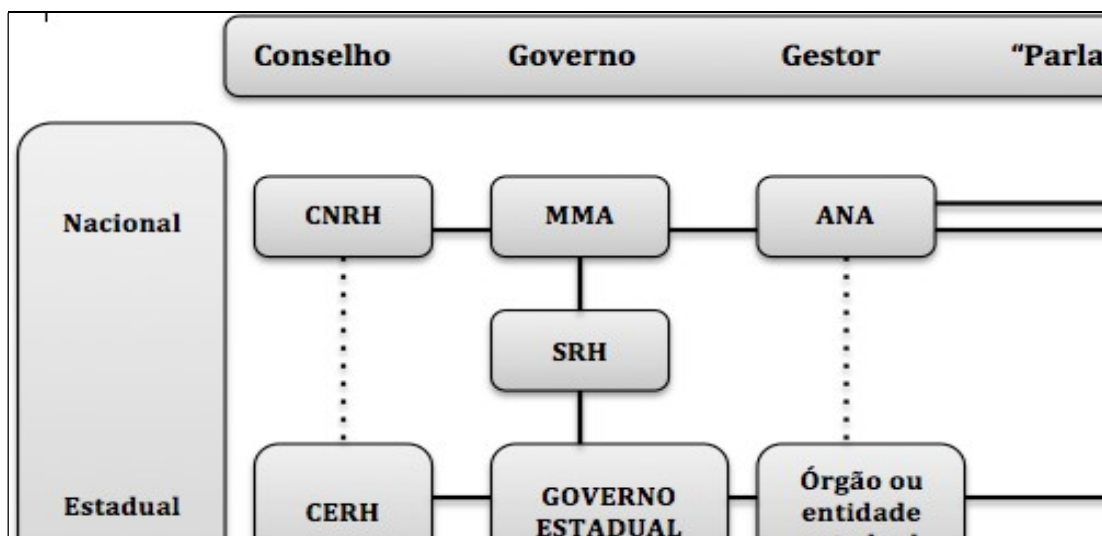 Conselho Governo Gestor “Parla
Nacional CNRH MMA ANA
SRH
Estadual CERH GOVERNO ESTADUAL Órgão ou entidade